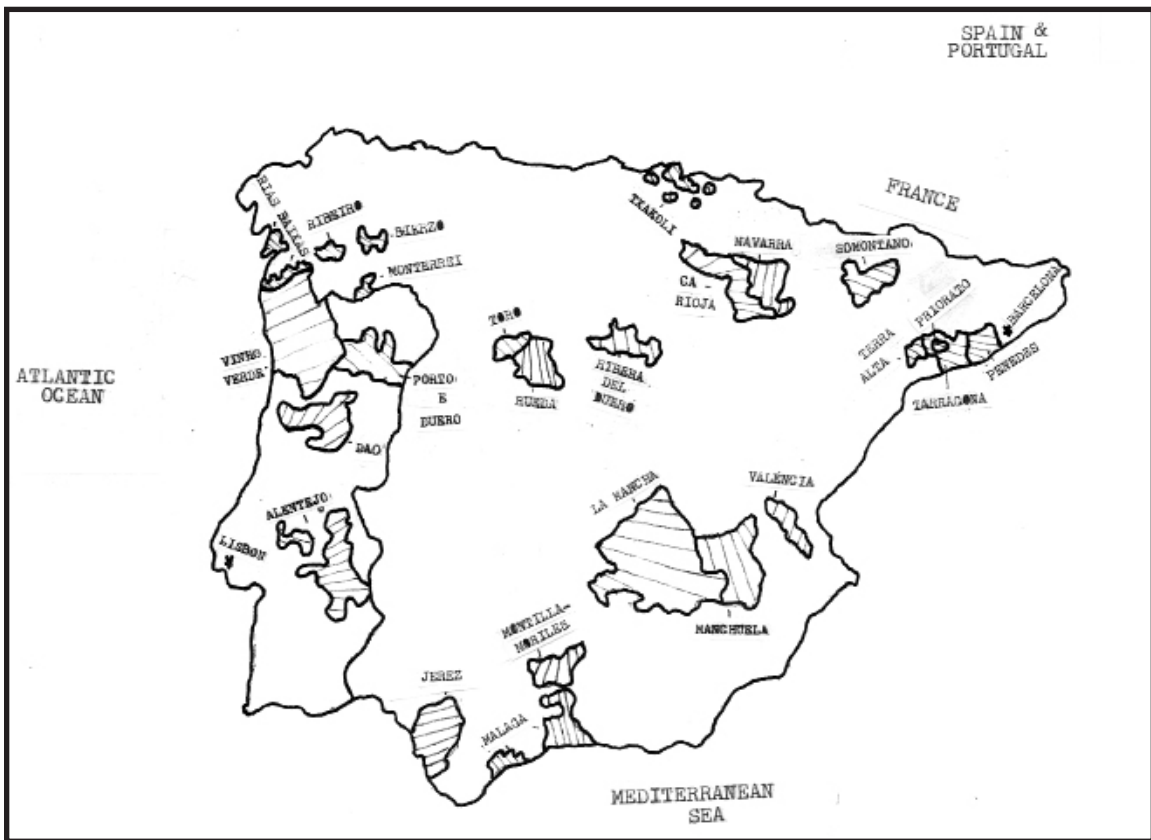 SPAIN &
PORTUGAL
FRANCE
RIAS BAIXAS
RIBEIRO
BIERZO
MONTERREI
TXAKOLI
NAVARRA
CA -
RIOJA
SOMONTANO
PRIORATO
BARCELONA
TERRA
ALTA
PENEDES
TARRAGONA
TORO
RUEDA
RIBERA
DEL
DUERO
VINHO
VERDE
PORTO
E
DUERO
DAO
ATLANTIC
OCEAN
ALENTEJO
LISBON
LA MANCHA
VALENCIA
MANCHUELA
MONTILLA-
MORILES
JEREZ
MALAGA
MEDITERRANEAN
SEA